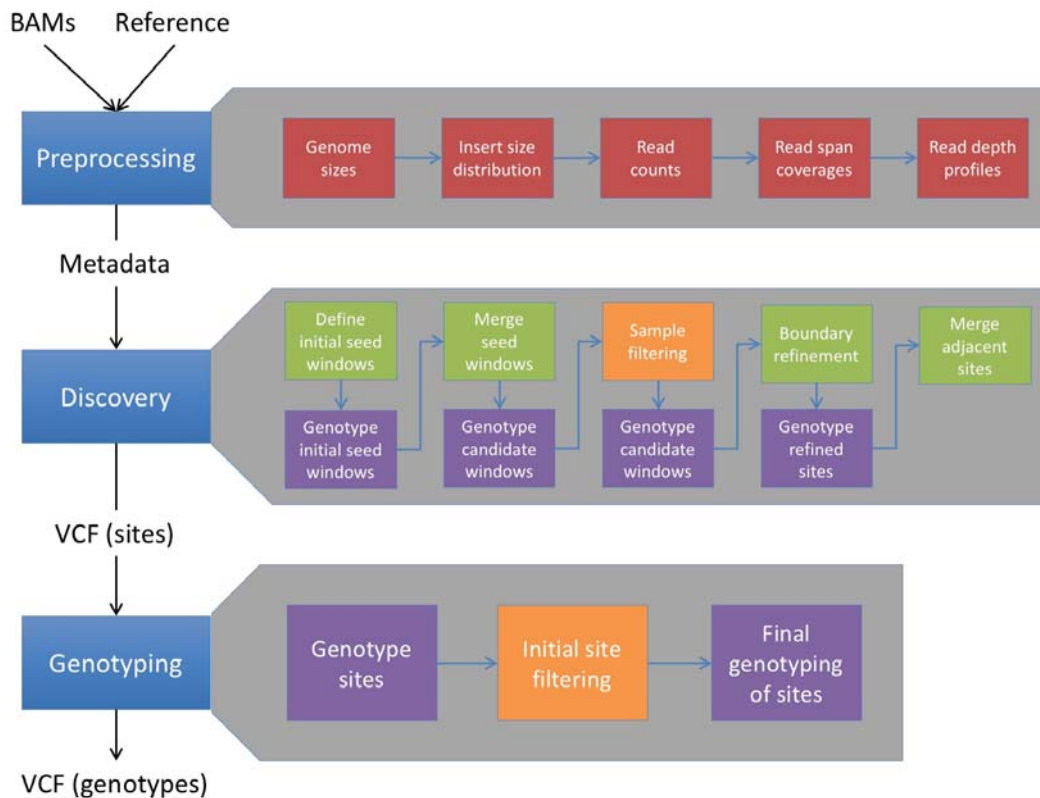 BAMs Reference
Preprocessing
Genome
sizes
Insert size
distribution
Read
counts
Read span
coverages
Read depth
profiles
Metadata
Discovery
Define
initial seed
windows
Merge
seed
windows
Sample
filtering
Boundary
refinement
Merge
adjacent
sites
Genotype
initial seed
windows
Genotype
candidate
windows
Genotype
candidate
windows
Genotype
refined
sites
VCF (sites)
Genotyping
Genotype
sites
Initial site
filtering
Final
genotyping
of sites
VCF (genotypes)